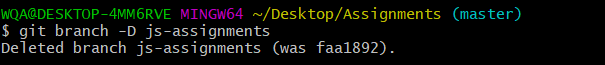 WQA@DESKTOP-4MM6RVE MINGW64 ~/Desktop/Assignments (master)
$ git branch -D js-assignments
Deleted branch js-assignments (was faa1892).